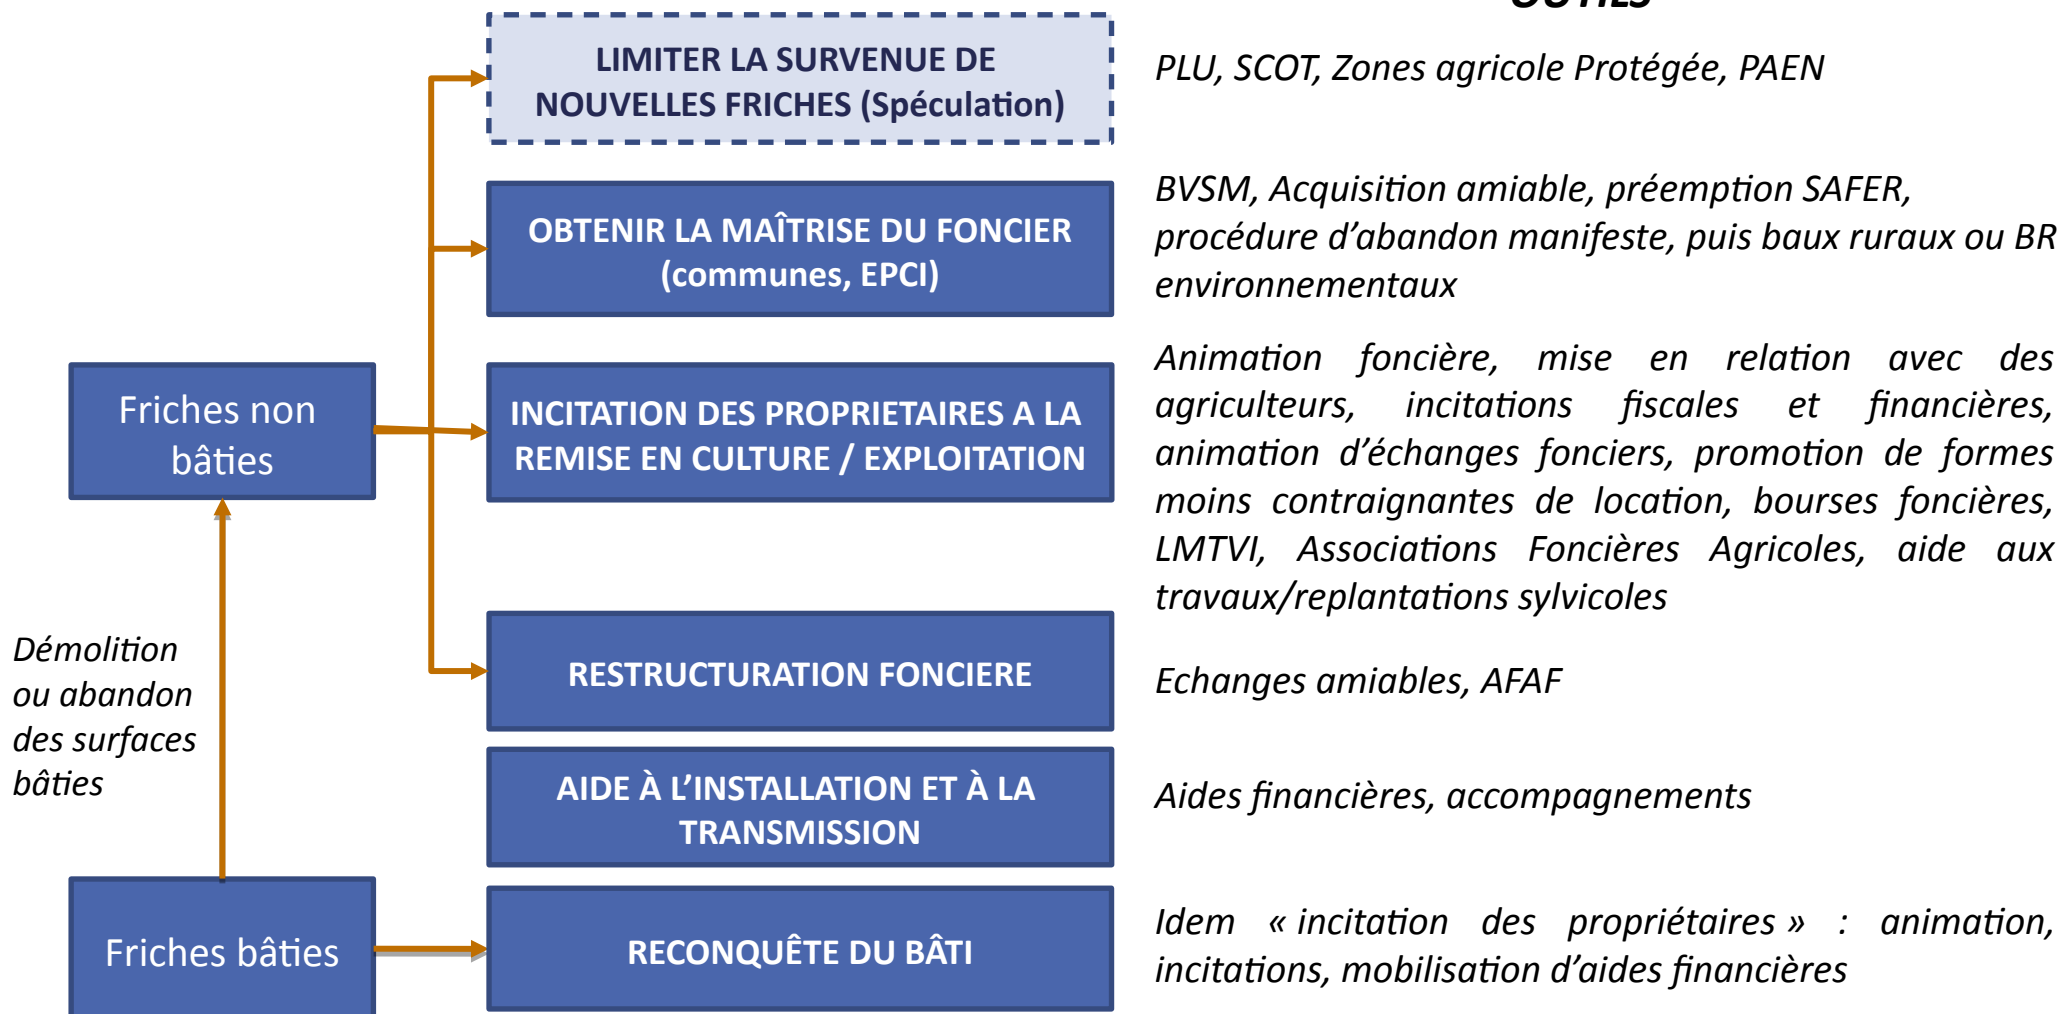 OUTILS
LIMITER LA SURVENUE DE
NOUVELLES FRICHES (Spéculation)
PLU, SCOT, Zones agricole Protégée, PAEN
OBTENIR LA MAÎTRISE DU FONCIER
(communes, EPCI)
BVSM, Acquisition amiable, préemption SAFER,
procédure d’abandon manifeste, puis baux ruraux ou BR
environnementaux
Friches non
bâties
INCITATION DES PROPRIETAIRES A LA
REMISE EN CULTURE / EXPLOITATION
Animation foncière, mise en relation avec des
agriculteurs, incitations fiscales et financières,
animation d’échanges fonciers, promotion de formes
moins contraignantes de location, bourses foncières,
LMTVI, Associations Foncières Agricoles, aide aux
travaux/replantations sylvicoles
Démolition
ou abandon
des surfaces
bâties
RESTRUCTURATION FONCIERE
Echanges amiables, AFAF
AIDE À L’INSTALLATION ET À LA
TRANSMISSION
Aides financières, accompagnements
Friches bâties
RECONQUÊTE DU BÂTI
Idem « incitation des propriétaires » : animation,
incitations, mobilisation d’aides financières